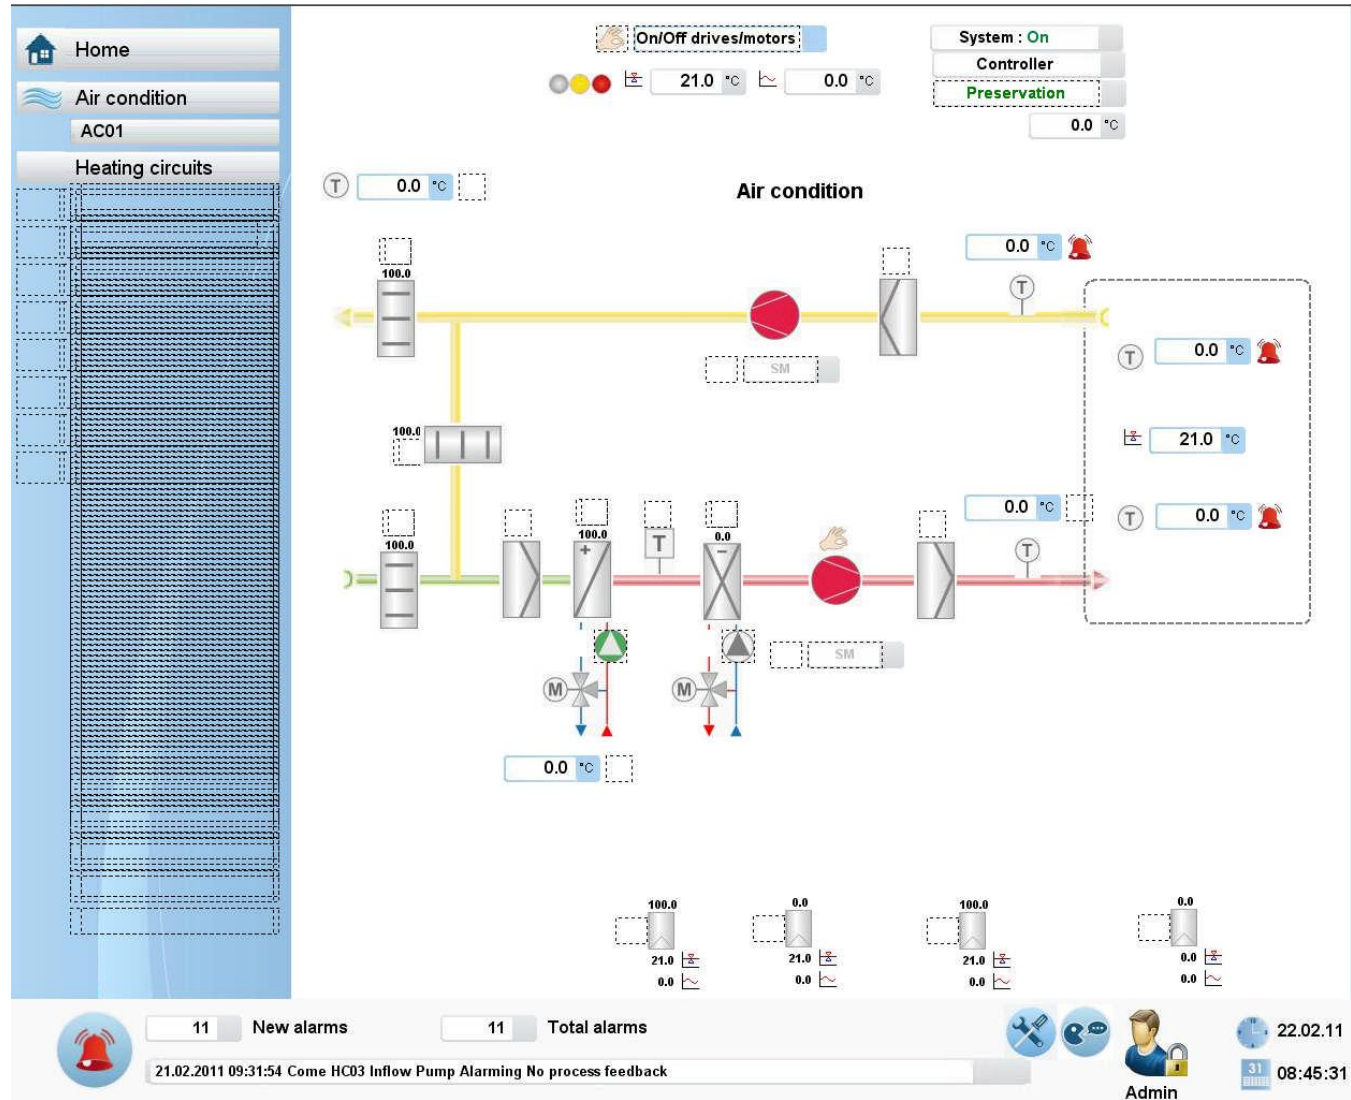 Home
Air condition
AC01
Heating circuits
On/Off drives/motors
21.0 °C
0.0 °C
System : On
Controller
Preservation
0.0 °C
T
0.0 °C
Air condition
0.0 °C
100.0
T
T
0.0 °C
SM
100.0
21.0 °C
0.0 °C
T
0.0 °C
100.0
100.0
+
T
0.0
-
T
SM
M
M
0.0 °C
100.0
21.0
0.0
0.0
21.0
0.0
100.0
21.0
0.0
0.0
0.0
0.0
11 New alarms
11 Total alarms
21.02.2011 09:31:54 Come HC03 Inflow Pump Alarming No process feedback
Admin
22.02.11
31
08:45:31